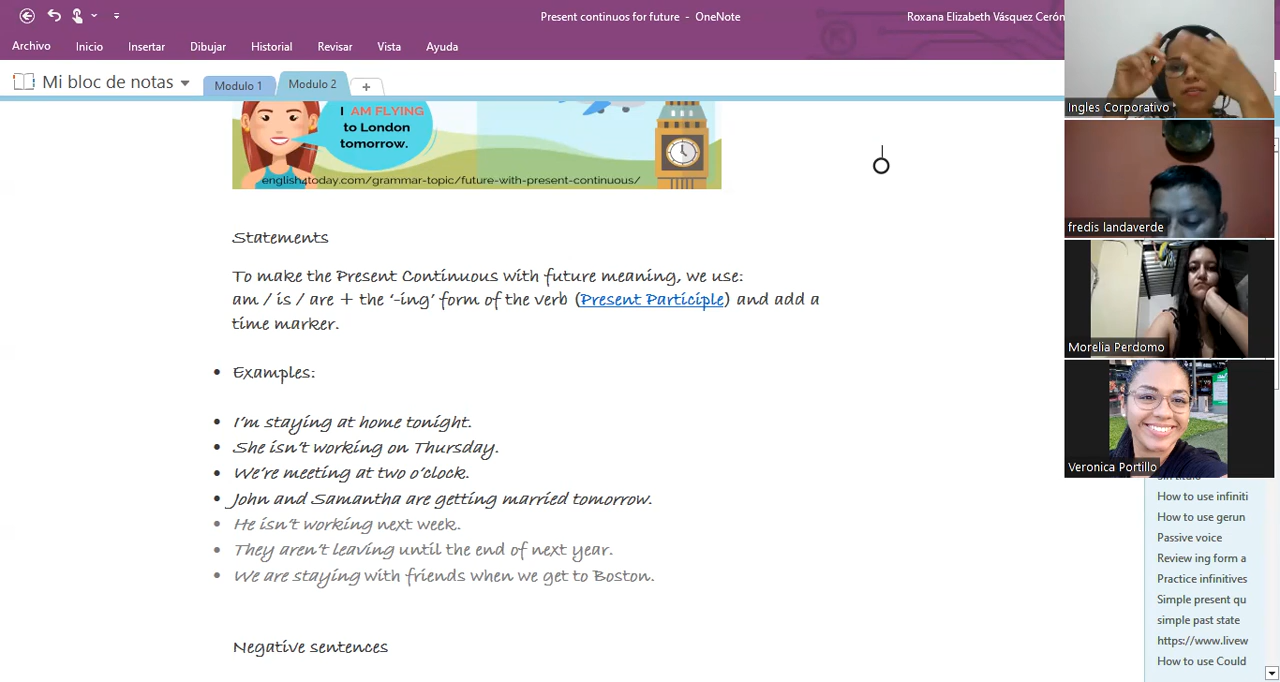 Present continuos for future - OneNote
Roxana Elizabeth Vásquez Cerón
Archivo
Inicio
Insertar
Dibujar
Historial
Revisar
Vista
Ayuda
Mi bloc de notas
Modulo 1
Modulo 2
+
I AM FLYING
to London
tomorrow.
english4today.com/grammar-topic/future-with-present-continuous/
Statements
To make the Present Continuous with future meaning, we use:
am / is / are + the '-ing' form of the verb (Present Participle) and add a
time marker.
Examples:
I'm staying at home tonight.
She isn't working on Thursday.
We're meeting at two o'clock.
John and Samantha are getting married tomorrow.
He isn't working next week.
They aren't leaving until the end of next year.
We are staying with friends when we get to Boston.
Negative sentences
Ingles Corporativo
fredis landaverde
Morelia Perdomo
Veronica Portillo
Sin titulo
How to use infiniti
How to use gerun
Passive voice
Review ing form a
Practice infinitives
Simple present qu
simple past state
https://www.livew
How to use Could